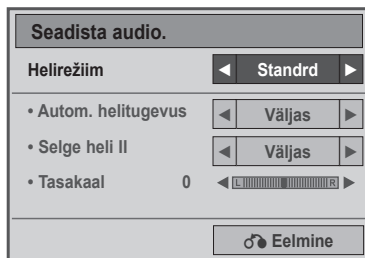 Seadista audio.
Helirežiim ◄ Standrd ►
• Autom. helitugevus ◄ Väljas ►
• Selge heli II ◄ Väljas ►
• Tasakaal 0 ◄ L R ►
Eelmine